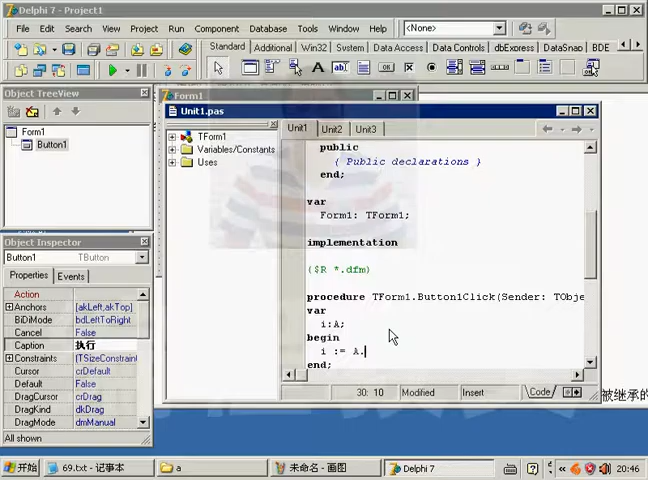 Delphi 7 - Project1
File Edit Search View Project Run Component Database Tools Window Help <None>
Standard Additional Win32 System Data Access Data Controls dbExpress DataSnap BDE
Object TreeView
Form1
Button1
Form1
Unit1.pas
TForm1
Variables/Constants
Uses
Unit1 Unit2 Unit3
public
{ Public declarations }
end;
var
Form1: TForm1;
implementation
{$R *.dfm}
procedure TForm1.Button1Click(Sender: TObje
var
i:A;
begin
i := A.
end;
30: 10 Modified Insert Code
Object Inspector
Button1 TButton
Properties Events
Action
Anchors [akLeft,akTop]
BiDiMode bdLeftToRight
Cancel False
Caption 执行
Constraints (TSizeConstrain
Cursor crDefault
Default False
DragCursor crDrag
DragKind dkDrag
DragMode dmManual
All shown
被继承的
开始 69.txt - 记事本 a 未命名 - 画图 Delphi 7 20:46